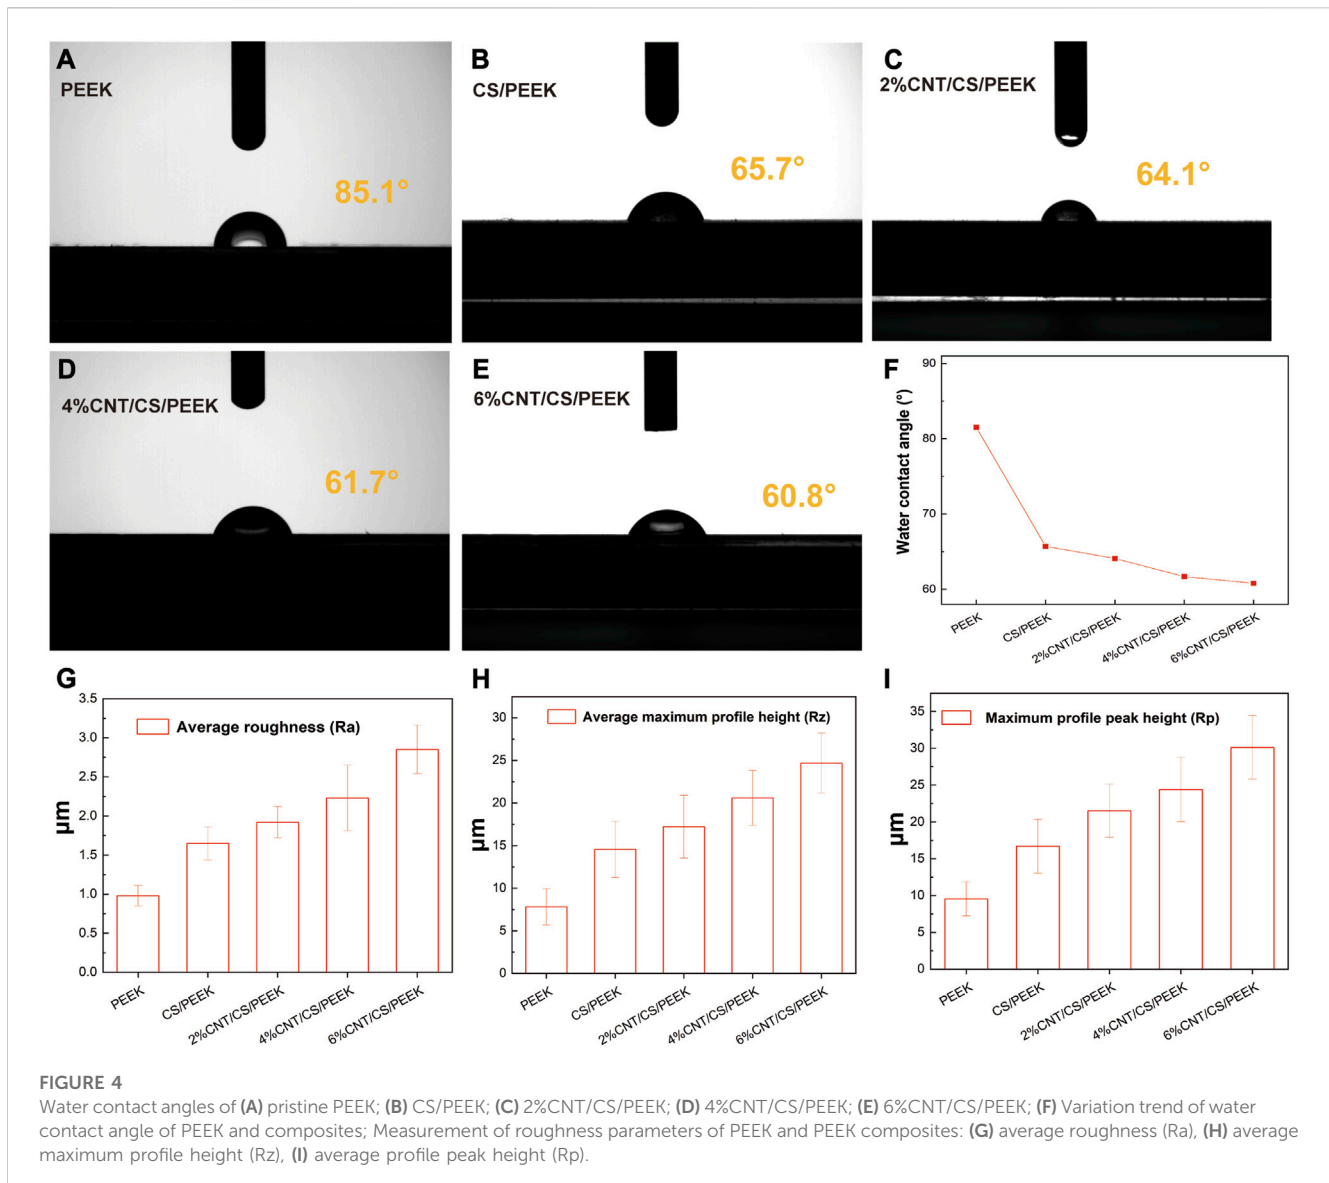 A
PEEK
85.1°
B
CS/PEEK
65.7°
C
2%CNT/CS/PEEK
64.1°
D
4%CNT/CS/PEEK
61.7°
E
6%CNT/CS/PEEK
60.8°
F
Water contact angle (°)
90
80
70
60
PEEK
CS/PEEK
2%CNT/CS/PEEK
4%CNT/CS/PEEK
6%CNT/CS/PEEK
G
Average roughness (Ra)
µm
3.5
3.0
2.5
2.0
1.5
1.0
0.5
0.0
PEEK
CS/PEEK
2%CNT/CS/PEEK
4%CNT/CS/PEEK
6%CNT/CS/PEEK
H
Average maximum profile height (Rz)
µm
30
25
20
15
10
5
0
PEEK
CS/PEEK
2%CNT/CS/PEEK
4%CNT/CS/PEEK
6%CNT/CS/PEEK
I
Maximum profile peak height (Rp)
µm
35
30
25
20
15
10
5
0
PEEK
CS/PEEK
2%CNT/CS/PEEK
4%CNT/CS/PEEK
6%CNT/CS/PEEK
FIGURE 4
Water contact angles of (A) pristine PEEK; (B) CS/PEEK; (C) 2%CNT/CS/PEEK; (D) 4%CNT/CS/PEEK; (E) 6%CNT/CS/PEEK; (F) Variation trend of water
contact angle of PEEK and composites; Measurement of roughness parameters of PEEK and PEEK composites: (G) average roughness (Ra), (H) average
maximum profile height (Rz), (I) average profile peak height (Rp).